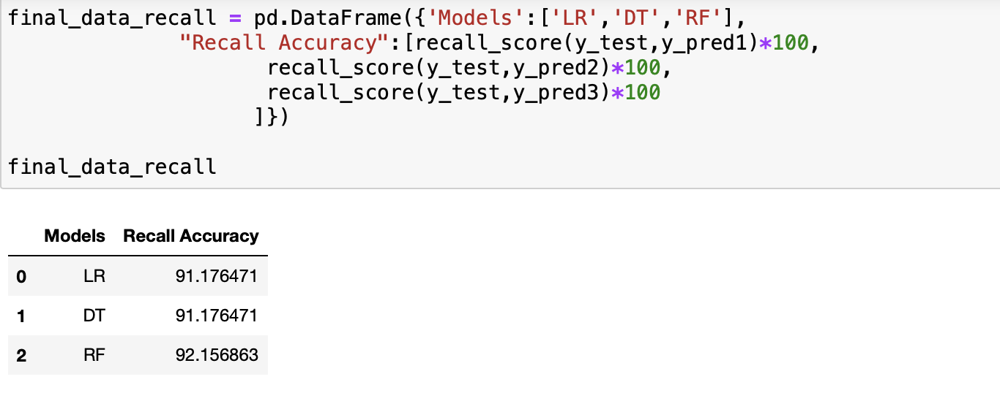 final_data_recall = pd.DataFrame({'Models':['LR','DT','RF'],
"Recall Accuracy":[recall_score(y_test,y_pred1)*100,
recall_score(y_test,y_pred2)*100,
recall_score(y_test,y_pred3)*100
]})
final_data_recall
Models Recall Accuracy
0 LR 91.176471
1 DT 91.176471
2 RF 92.156863